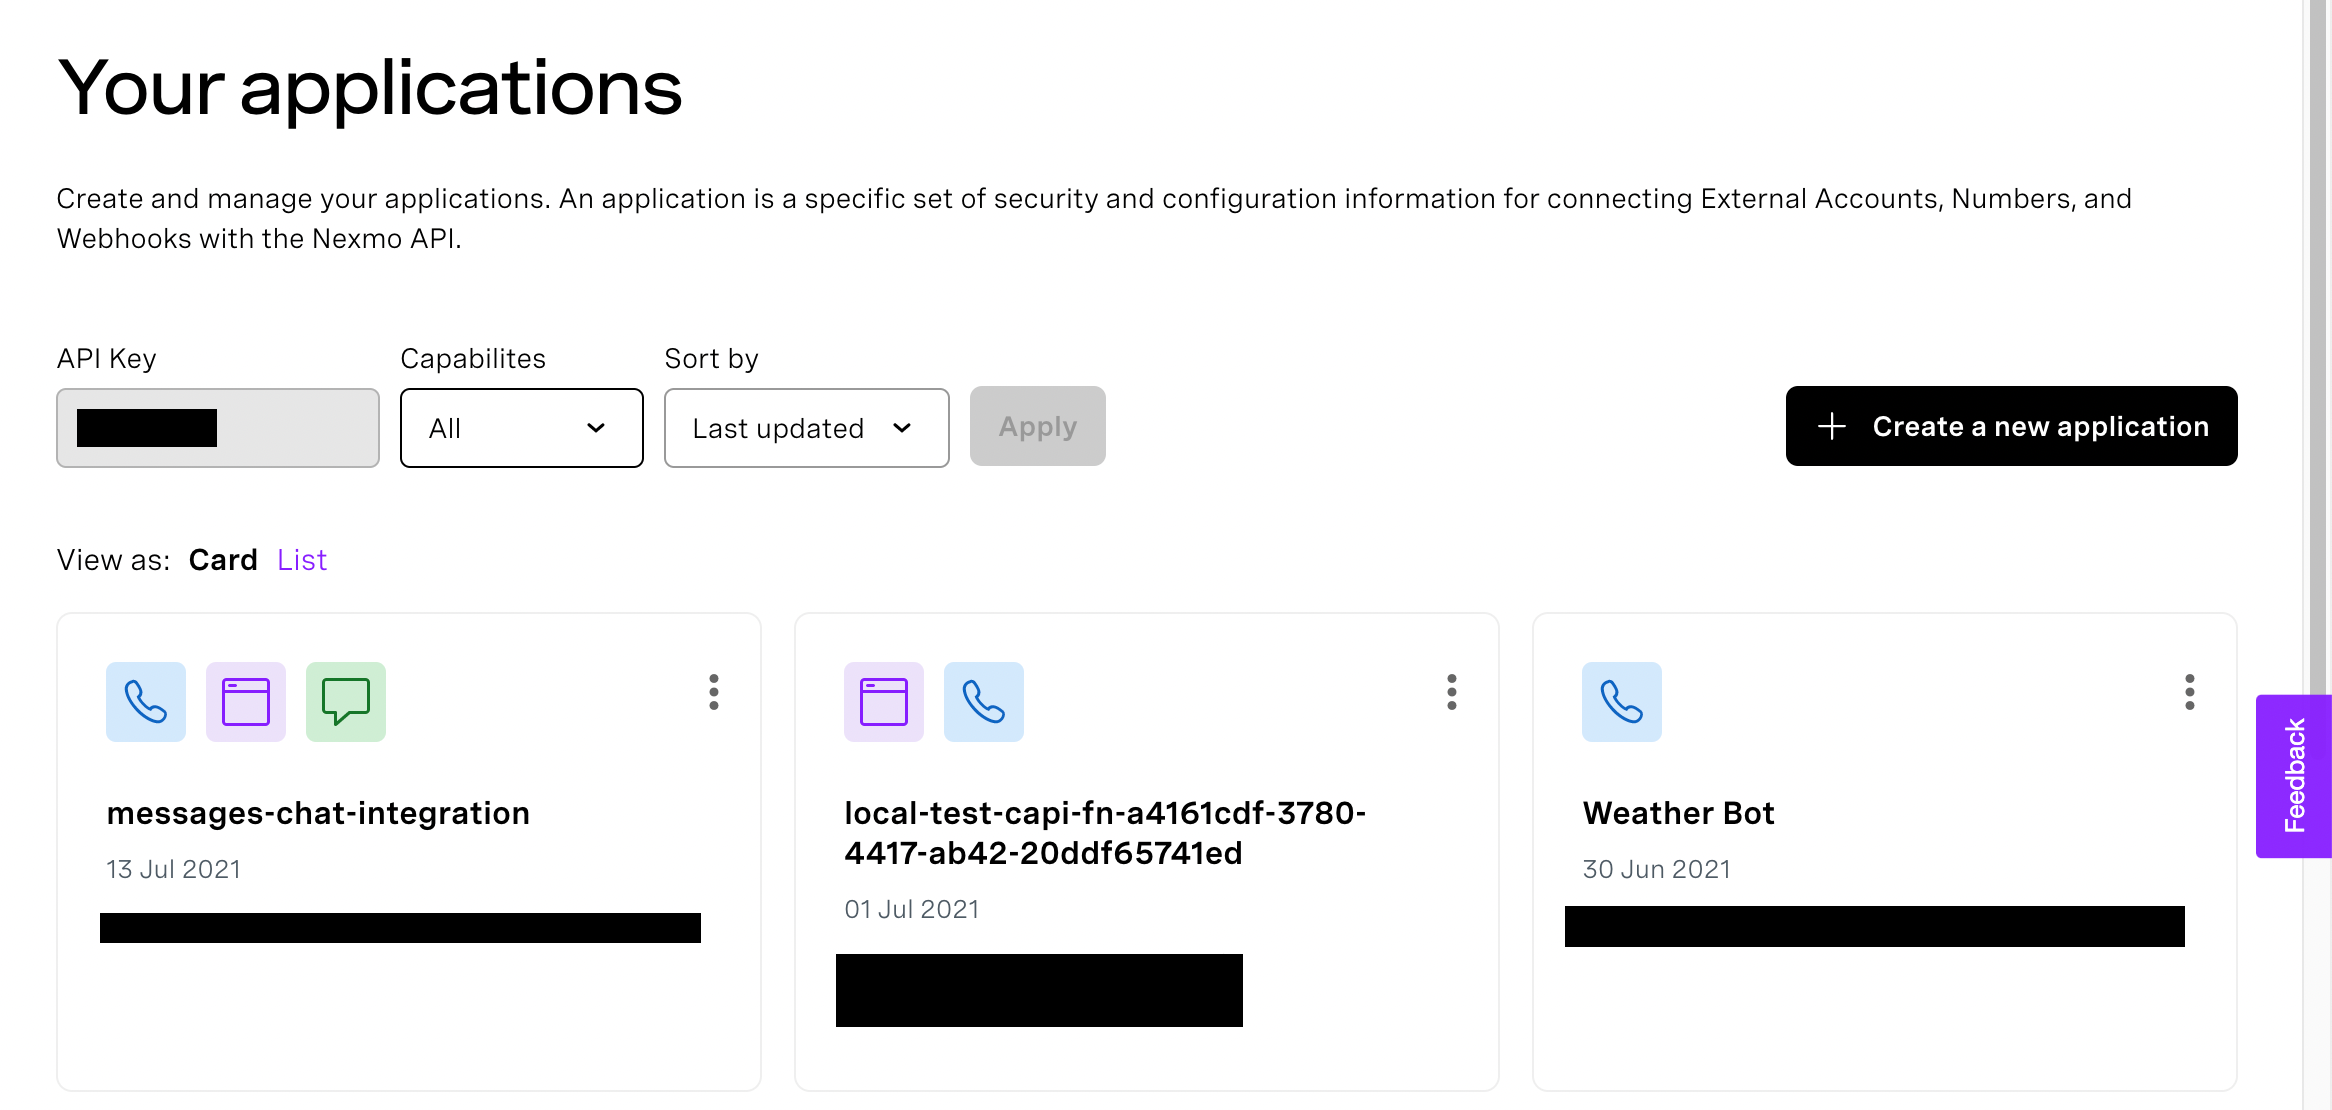 Your applications
Create and manage your applications. An application is a specific set of security and configuration information for connecting External Accounts, Numbers, and
Webhooks with the Nexmo API.
API Key
Capabilites
Sort by
All
Last updated
Apply
Create a new application
View as: Card List
messages-chat-integration
13 Jul 2021
local-test-capi-fn-a4161cdf-3780-
4417-ab42-20ddf65741ed
01 Jul 2021
Weather Bot
30 Jun 2021
Feedback